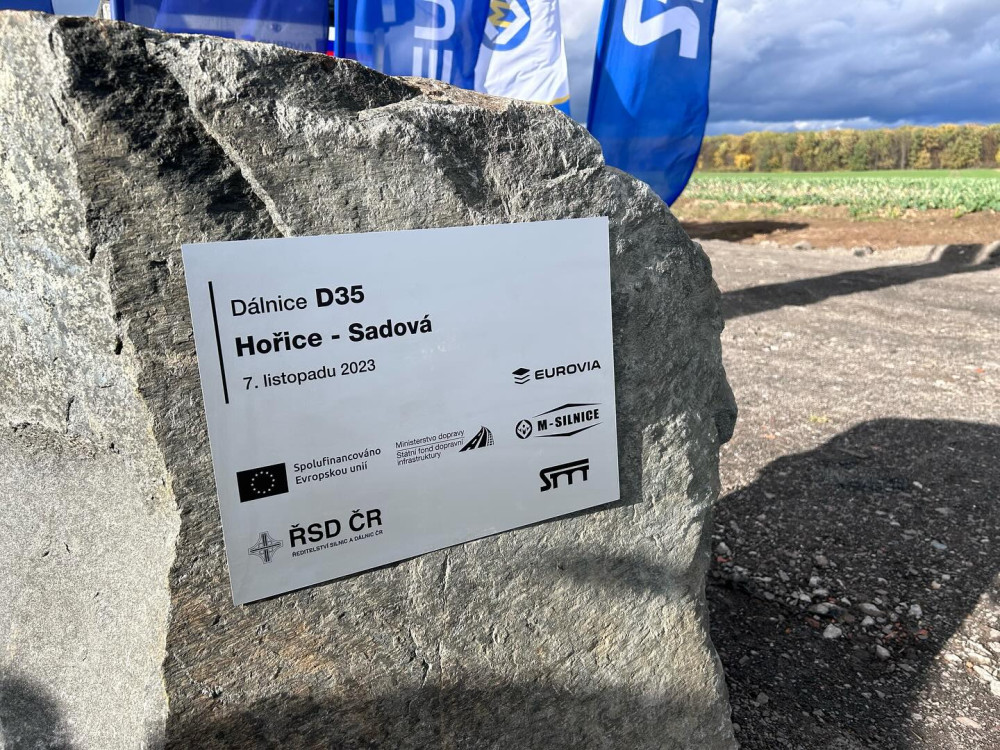 Dálnice D35
Hořice - Sadová
7. listopadu 2023
EUROVIA
M-SILNICE
Spolufinancováno
Evropskou unií
Ministerstvo dopravy
Státní fond dopravní
infrastruktury
SMT
ŘSD ČR
ŘEDITELSTVÍ SILNIC A DÁLNIC ČR